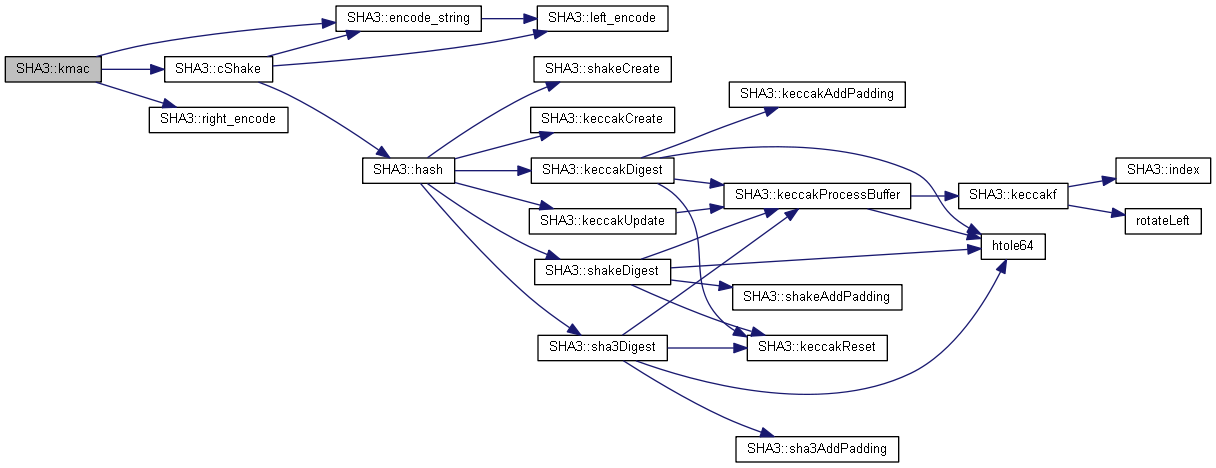 SHA3::kmac
SHA3::encode_string
SHA3::left_encode
SHA3::cShake
SHA3::right_encode
SHA3::shakeCreate
SHA3::keccakCreate
SHA3::hash
SHA3::keccakDigest
SHA3::keccakUpdate
SHA3::shakeDigest
SHA3::sha3Digest
SHA3::keccakAddPadding
SHA3::keccakProcessBuffer
SHA3::shakeAddPadding
SHA3::keccakReset
SHA3::sha3AddPadding
SHA3::keccakf
htole64
SHA3::index
rotateLeft